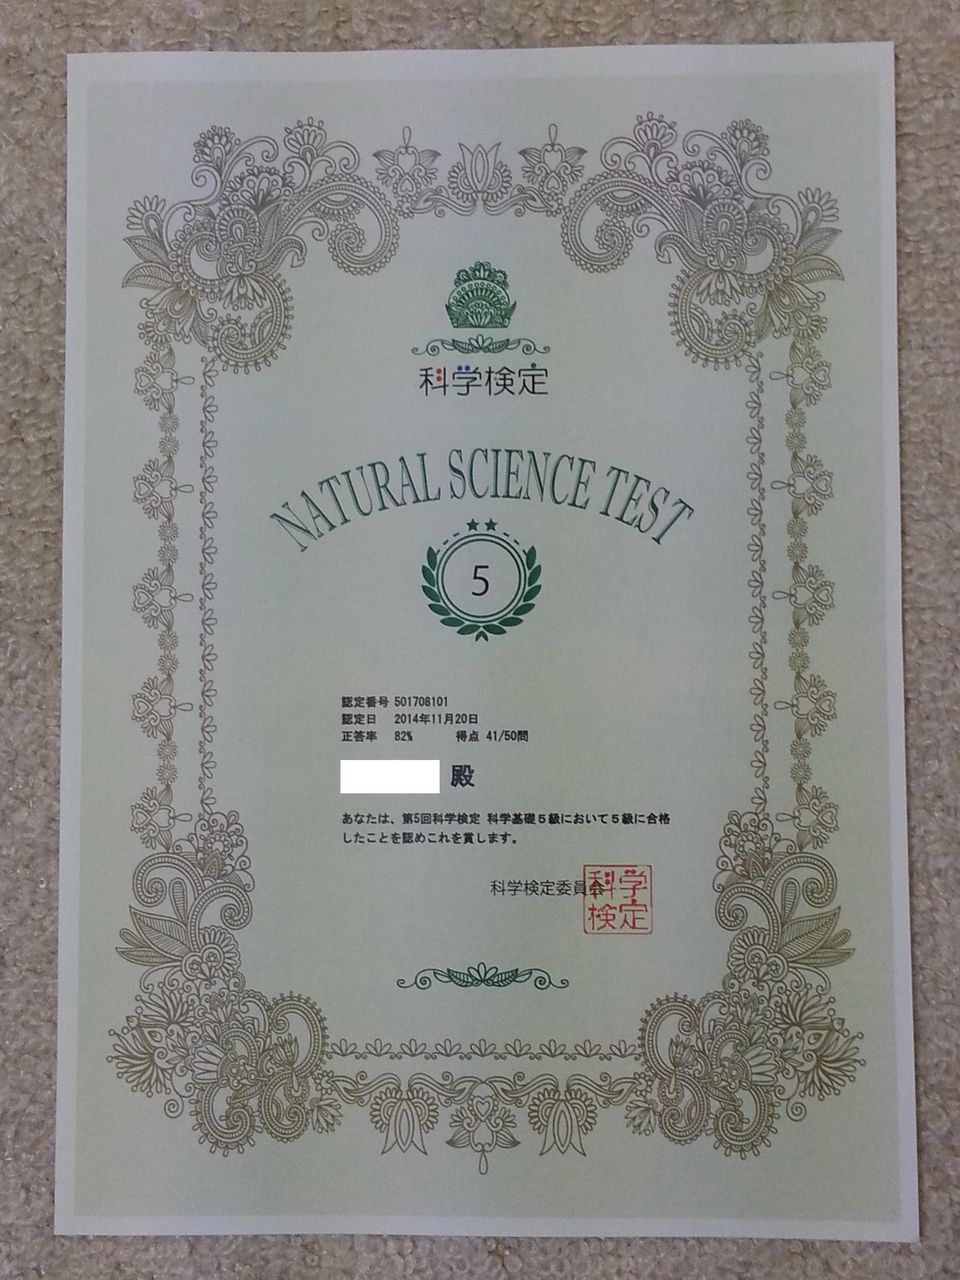 科学検定
NATURAL SCIENCE TEST
5
認定番号 501708101
認定日 2014年11月20日
正答率 82% 得点 41/50問
殿
あなたは、第5回科学検定 科学基礎５級において５級に合格
したことを認めこれを賞します。
科学検定委員会
科学
検定